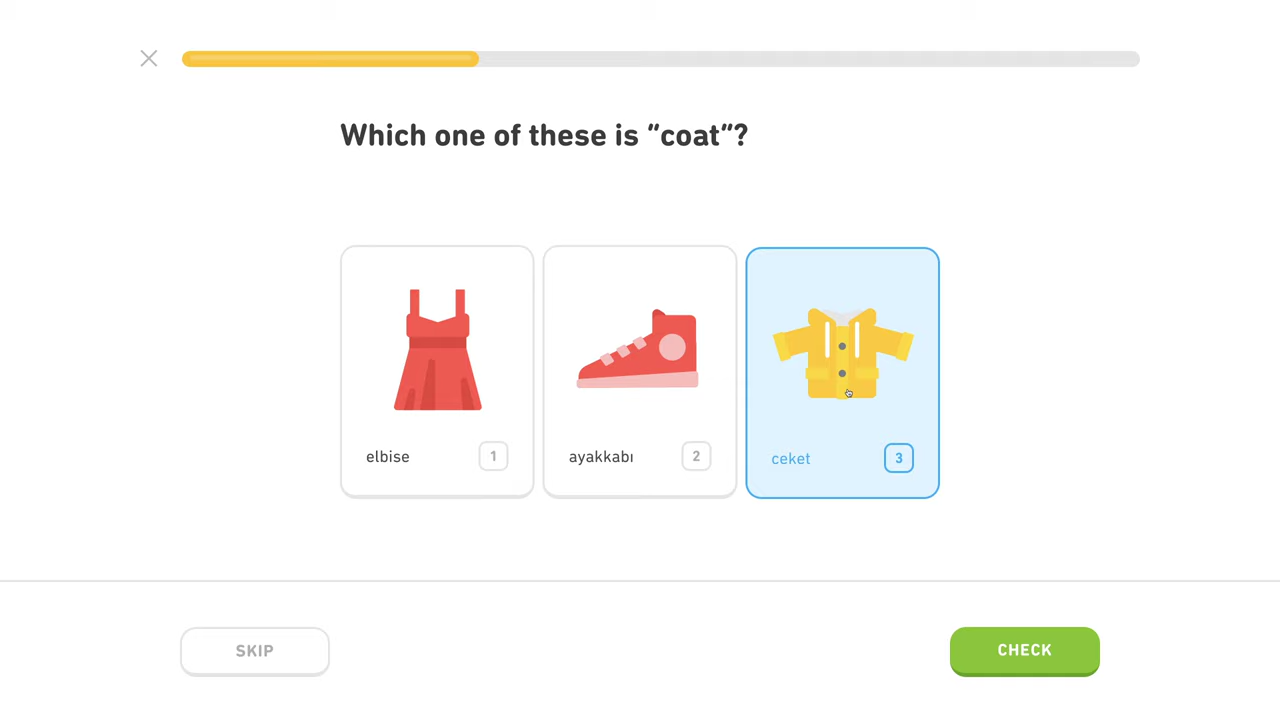 Which one of these is “coat”?
elbise 1
ayakkabı 2
ceket 3
SKIP
CHECK